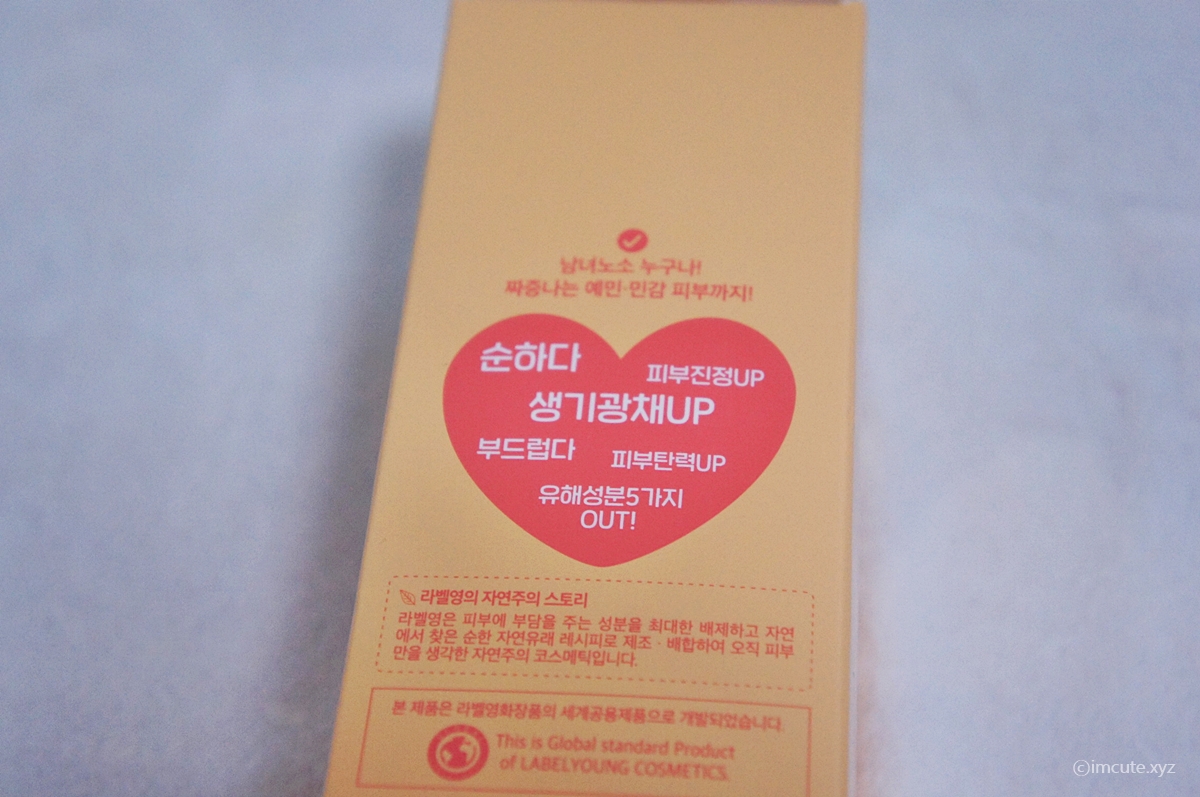 남녀노소 누구나!
짜증나는 예민·민감 피부까지!
순하다
피부진정UP
생기광채UP
부드럽다
피부탄력UP
유해성분5가지
OUT!
라벨영의 자연주의 스토리
라벨영은 피부에 부담을 주는 성분을 최대한 배제하고 자연
에서 찾은 순한 자연유래 레시피로 제조·배합하여 오직 피부
만을 생각한 자연주의 코스메틱입니다.
본 제품은 라벨영화장품의 세계공용제품으로 개발되었습니다.
This is Global standard Product
of LABELYOUNG COSMETICS.
©imcute.xyz